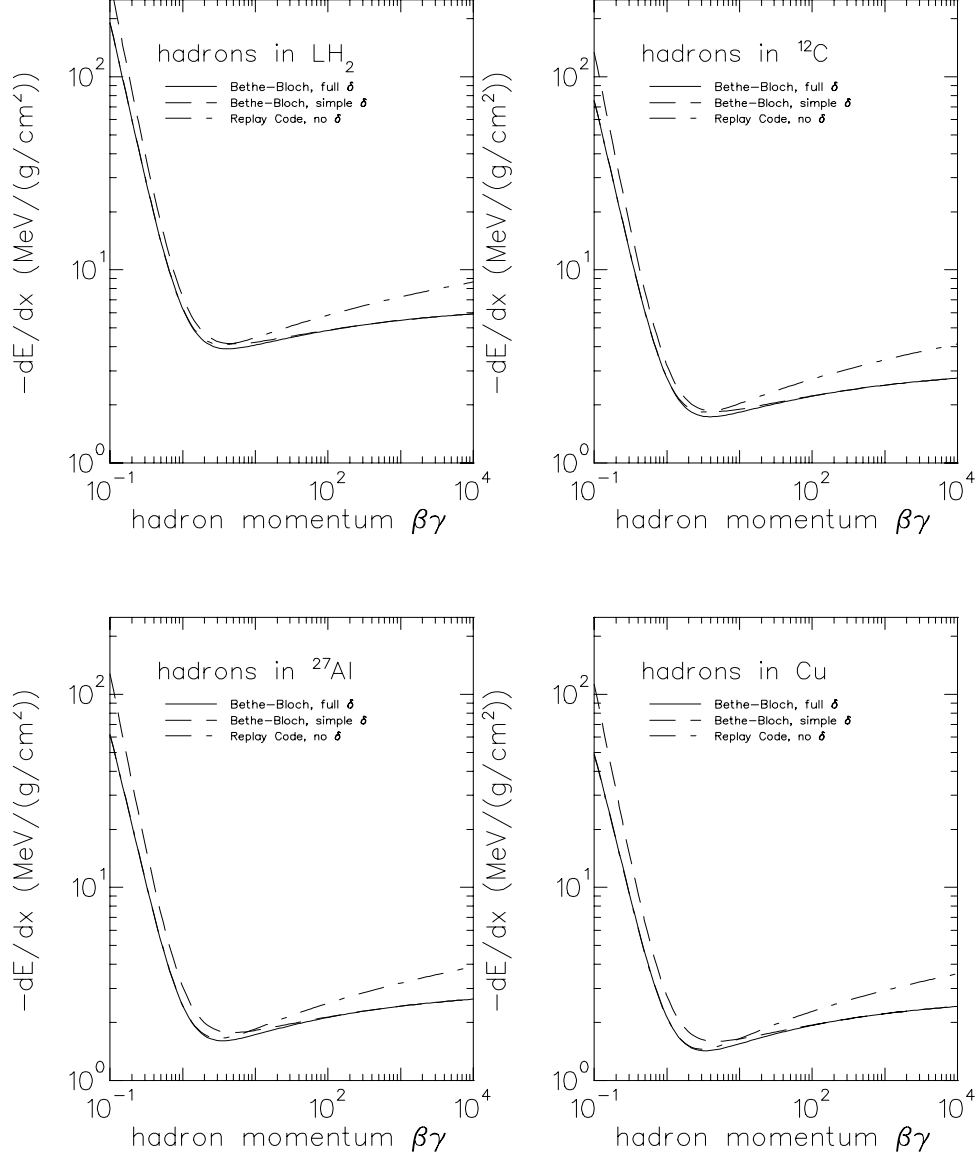 hadrons in LH₂
Bethe−Bloch, full δ
Bethe−Bloch, simple δ
Replay Code, no δ
−dE/dx (MeV/(g/cm²))
10²
10¹
10⁰
10⁻¹ 10² 10⁴
hadron momentum βγ
hadrons in ¹²C
Bethe−Bloch, full δ
Bethe−Bloch, simple δ
Replay Code, no δ
−dE/dx (MeV/(g/cm²))
10²
10¹
10⁰
10⁻¹ 10² 10⁴
hadron momentum βγ
hadrons in ²⁷Al
Bethe−Bloch, full δ
Bethe−Bloch, simple δ
Replay Code, no δ
−dE/dx (MeV/(g/cm²))
10²
10¹
10⁰
10⁻¹ 10² 10⁴
hadron momentum βγ
hadrons in Cu
Bethe−Bloch, full δ
Bethe−Bloch, simple δ
Replay Code, no δ
−dE/dx (MeV/(g/cm²))
10²
10¹
10⁰
10⁻¹ 10² 10⁴
hadron momentum βγ